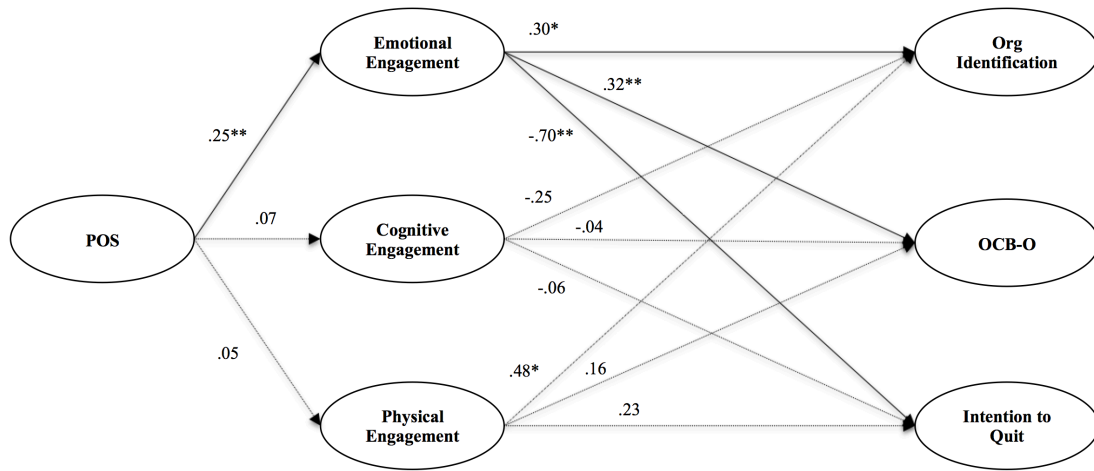 Emotional
Engagement
.30*
Org
Identification
.32**
.25**
-.70**
-.25
.07
-.04
POS
Cognitive
Engagement
OCB-O
-.06
.05
.48*
.16
.23
Physical
Engagement
Intention to
Quit